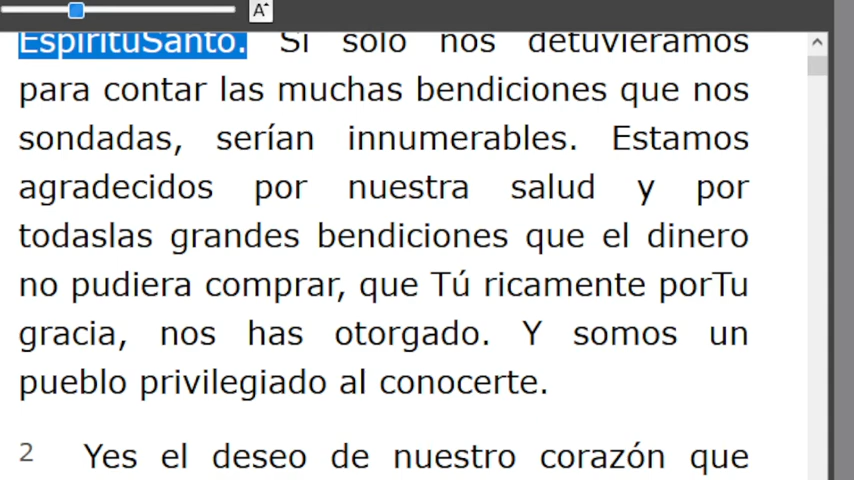 A
EspírituSanto. Si sólo nos detuviéramos
para contar las muchas bendiciones que nos
sondadas, serían innumerables. Estamos
agradecidos por nuestra salud y por
todaslas grandes bendiciones que el dinero
no pudiera comprar, que Tú ricamente porTu
gracia, nos has otorgado. Y somos un
pueblo privilegiado al conocerte.
2 Yes el deseo de nuestro corazón que